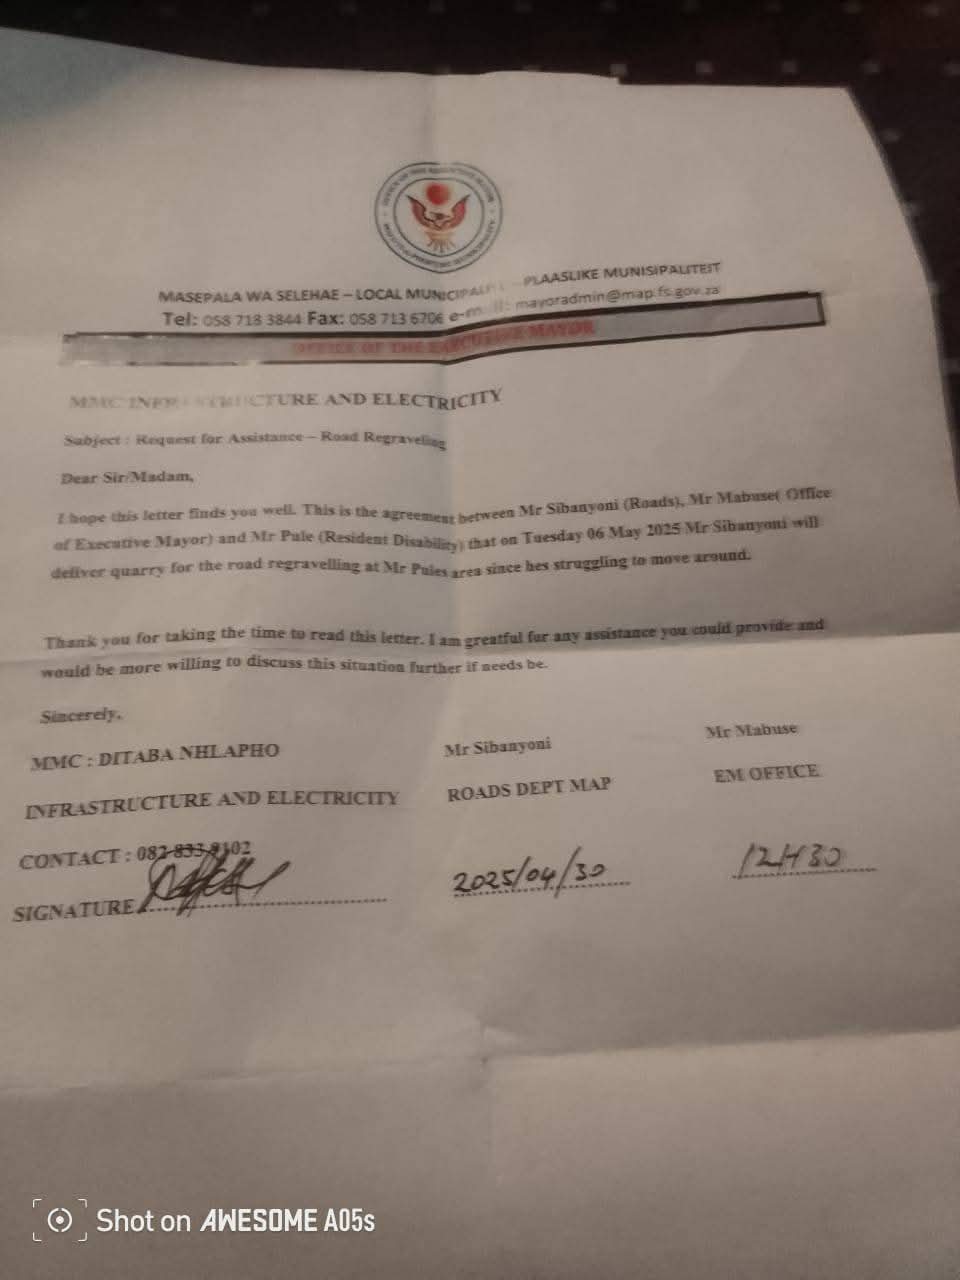 MASEPALA WA SELEHAE – LOCAL MUNICIPALI PLAASLIKE MUNISIPALITEIT
Tel: 058 718 3844 Fax: 058 713 6706 mayoradmin@map.fs.gov.za
OFFICE OF THE EXECUTIVE MAYOR
MMC INFRASTRUCTURE AND ELECTRICITY
Subject : Request for Assistance – Road Regraveling
Dear Sir/Madam,
I hope this letter finds you well. This is the agreement between Mr Sibanyoni (Roads), Mr Mabuse( Office
of Executive Mayor) and Mr Pule (Resident Disability) that on Tuesday 06 May 2025 Mr Sibanyoni will
deliver quarry for the road regravelling at Mr Pules area since hes struggling to move around.
Thank you for taking the time to read this letter. I am greatful for any assistance you could provide and
would be more willing to discuss this situation further if needs be.
Sincerely,
MMC : DITABA NHLAPHO Mr Sibanyoni Mr Mabuse
INFRASTRUCTURE AND ELECTRICITY ROADS DEPT MAP EM OFFICE
CONTACT : 082 833 9102
SIGNATURE 2025/04/30 12H30
Shot on AWESOME A05s